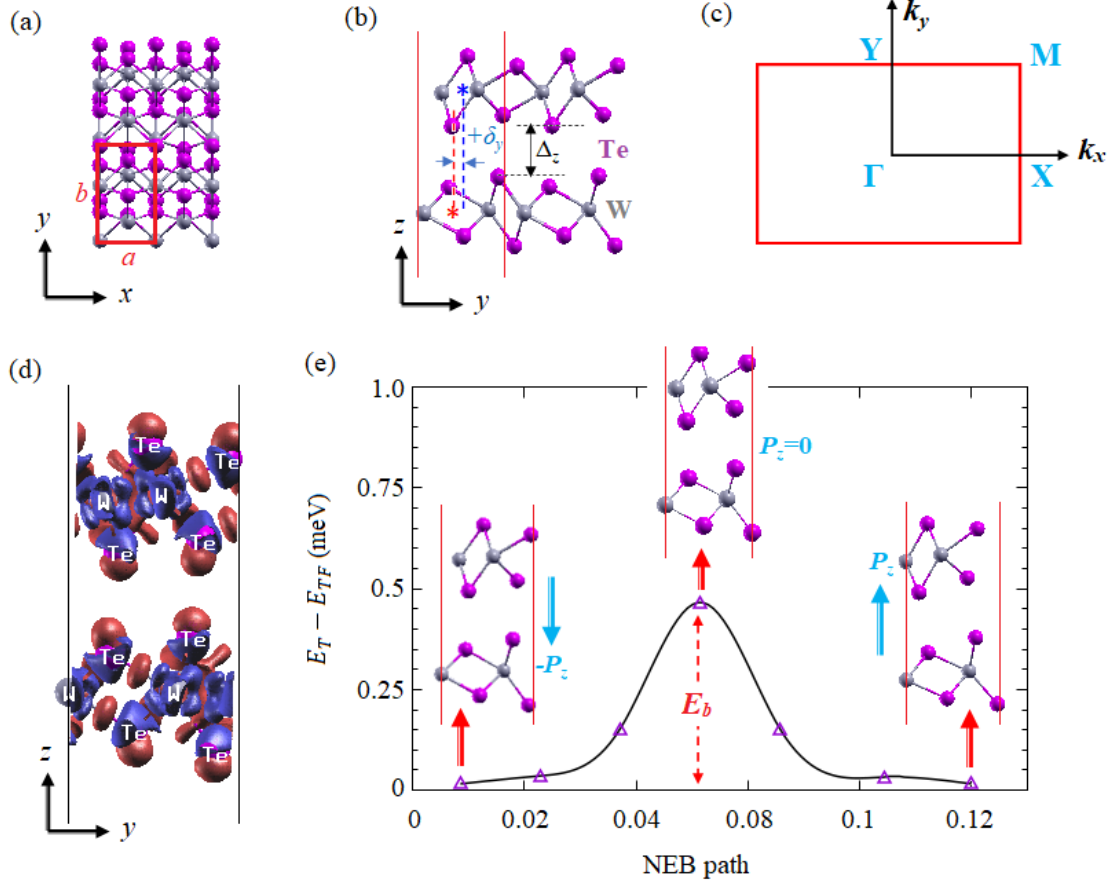 (a)
b
a
y
x
(b)
+δy
Δz
Te
W
z
y
(c)
ky
Y
M
Γ
X
kx
(d)
Te
Te
W
W
Te
Te
Te
Te
W
W
Te
Te
z
y
(e)
1.0
0.75
0.5
0.25
0
ET − ETF (meV)
-Pz
Pz=0
Pz
Eb
0
0.02
0.04
0.06
0.08
0.1
0.12
NEB path